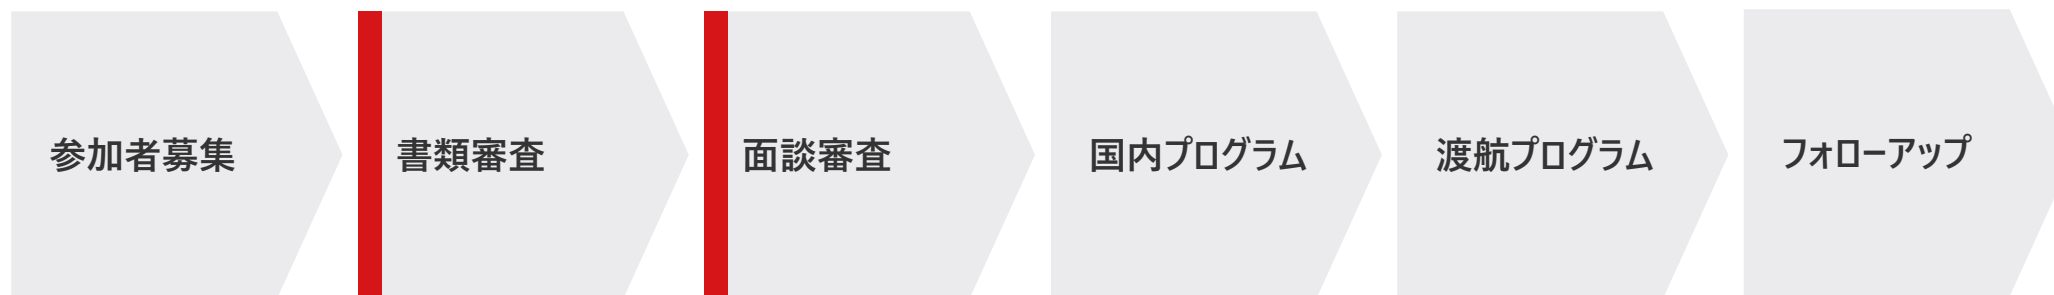 参加者募集
書類審査
面談審査
国内プログラム
渡航プログラム
フォローアップ